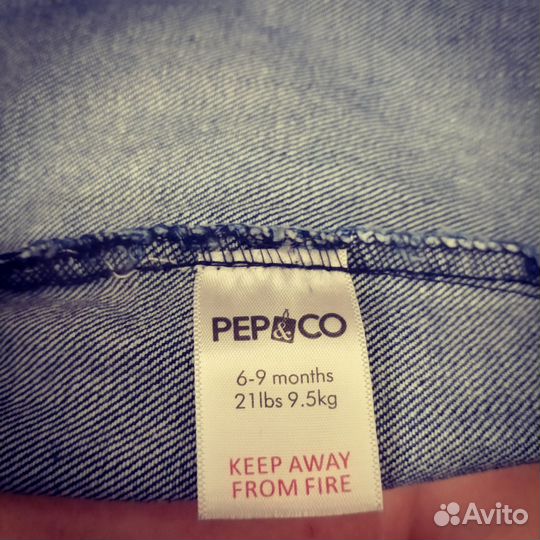 PEP&CO
6-9 months
21lbs 9.5kg
KEEP AWAY
FROM FIRE
Avito